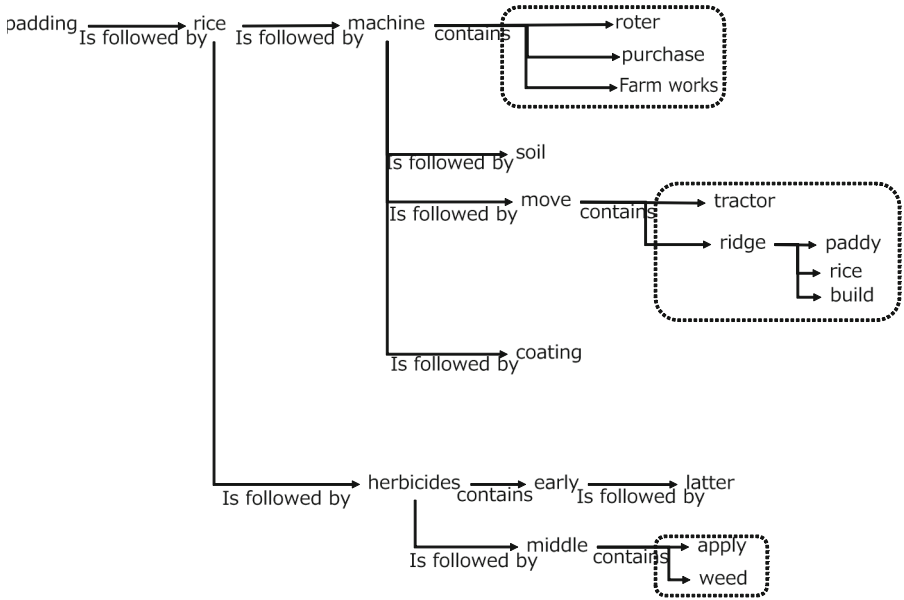 padding
Is followed by
rice
Is followed by
machine
contains
roter
purchase
Farm works
Is followed by
soil
Is followed by
move
contains
tractor
ridge
paddy
rice
build
Is followed by
coating
Is followed by
herbicides
contains
early
Is followed by
latter
Is followed by
middle
contains
apply
weed